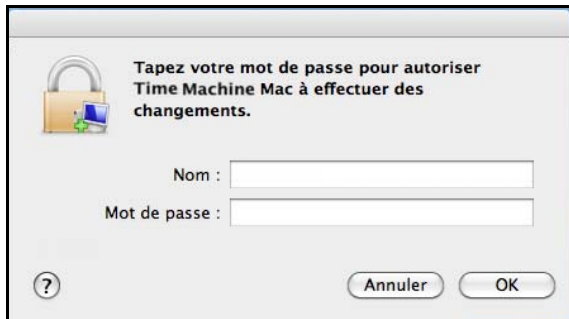 Tapez votre mot de passe pour autoriser
Time Machine Mac à effectuer des
changements.
Nom :
Mot de passe :
?
Annuler
OK